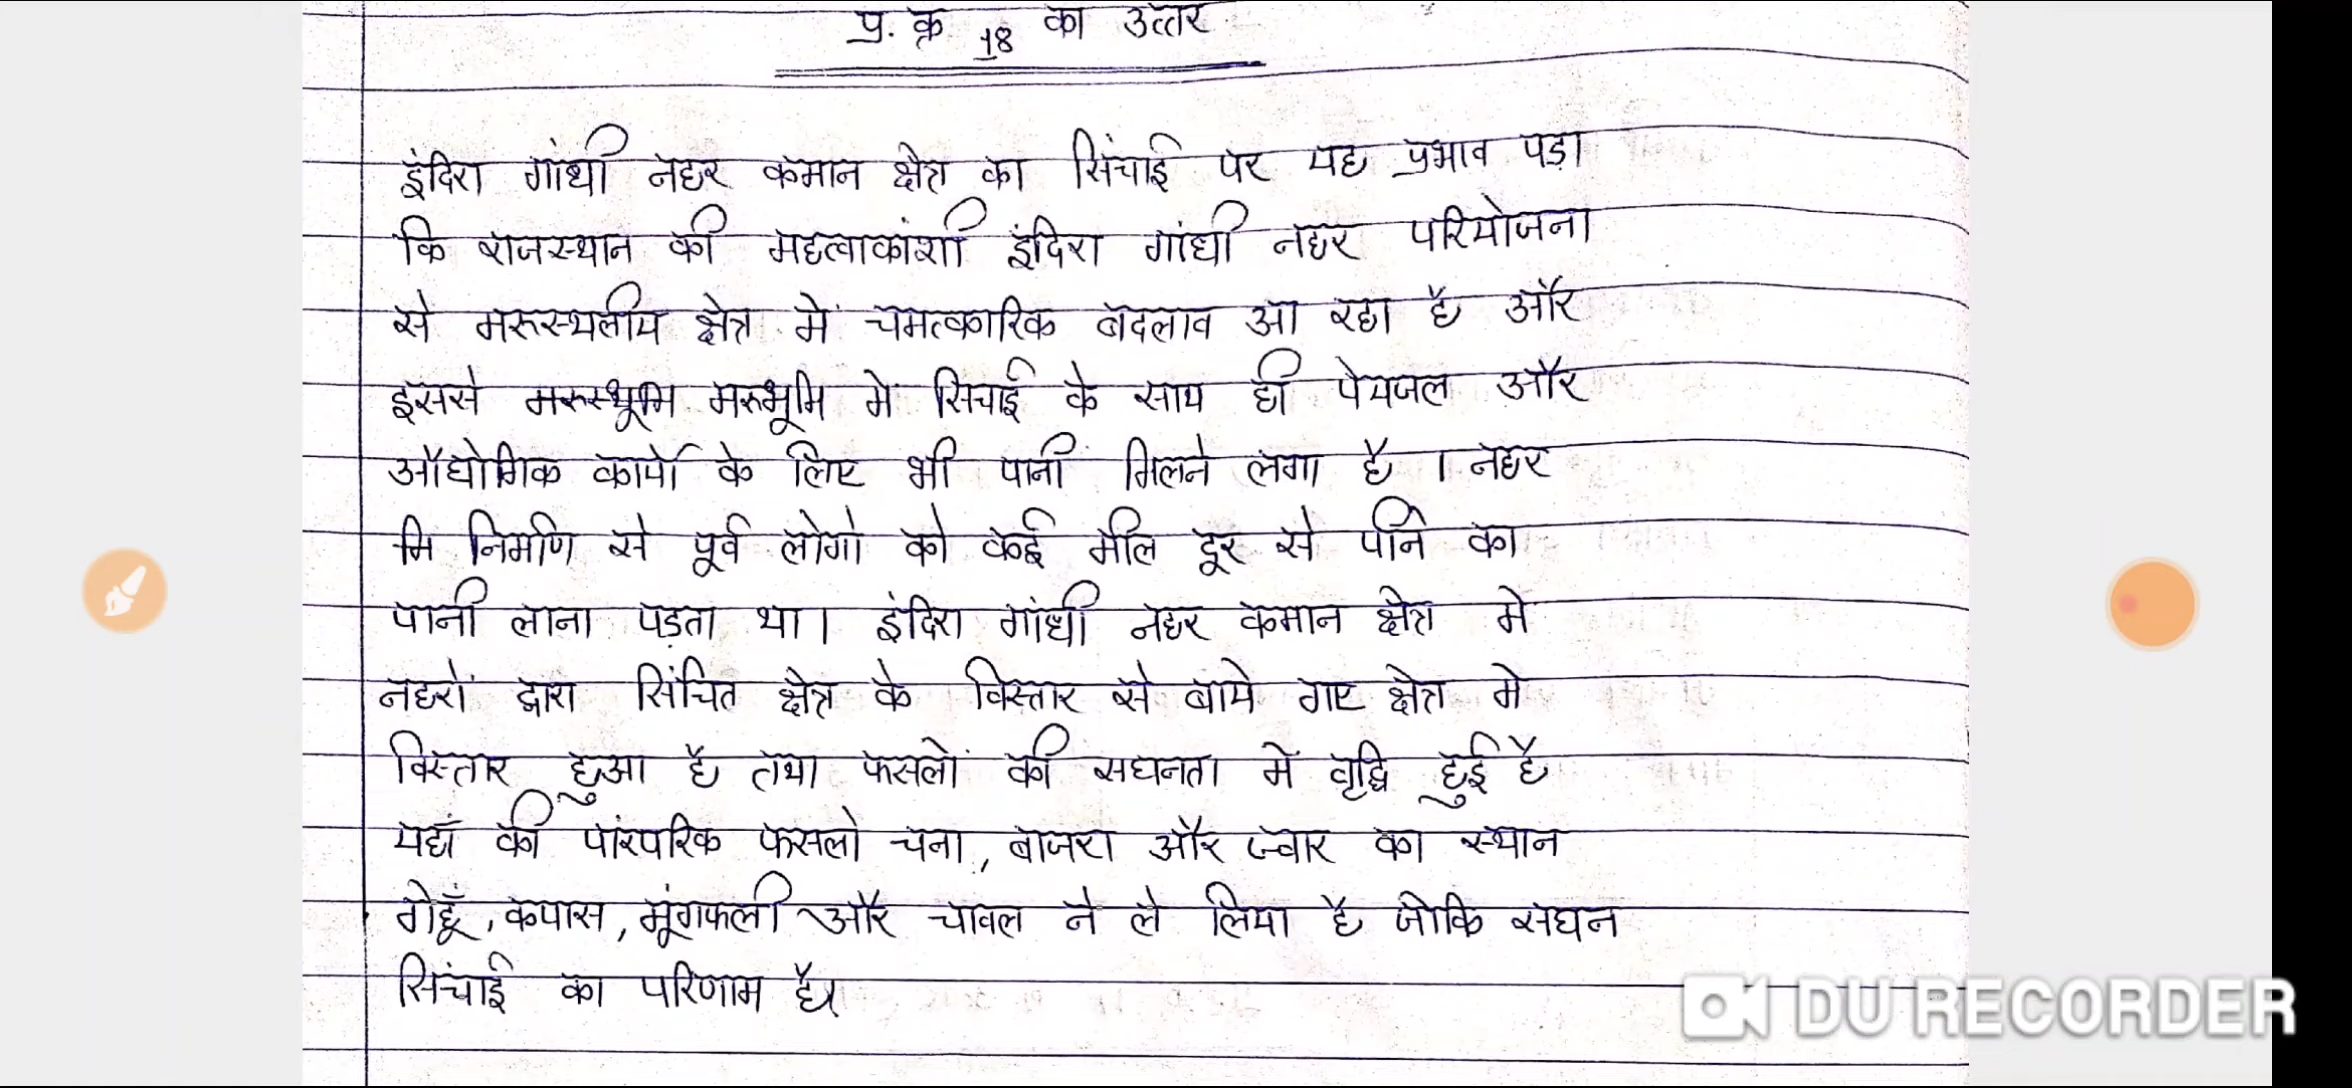 प्र. क्र 18 का उत्तर
इंदिरा गांधी नहर कमान क्षेत्र का सिंचाई पर यह प्रभाव पड़ा
कि राजस्थान की महत्वाकांशी इंदिरा गांधी नहर परियोजना
से मरुस्थलीय क्षेत्र में चमत्कारिक बदलाव आ रहा है और
इससे मरुस्भूमि मरुभूमि मे सिचाई के साथ ही पेयजल और
औद्योगिक कार्यो के लिए भी पानी मिलने लगा है । नहर
नि निर्माण से पूर्व लोगो को कई मील दूर से पीने का
पानी लाना पड़ता था। इंदिरा गांधी नहर कमान क्षेत्र मे
नहरों द्वारा सिंचित क्षेत्र के विस्तार से बोये गए क्षेत्र मे
विस्तार हुआ है तथा फसलों की सघनता में वृद्धि हुई है
यहाँ की पांरपरिक फसलो चना, बाजरा और ज्वार का स्थान
गेहूँ, कपास, मूंगफली और चावल ने ले लिया है जोकि सघन
सिंचाई का परिणाम है।
DU RECORDER